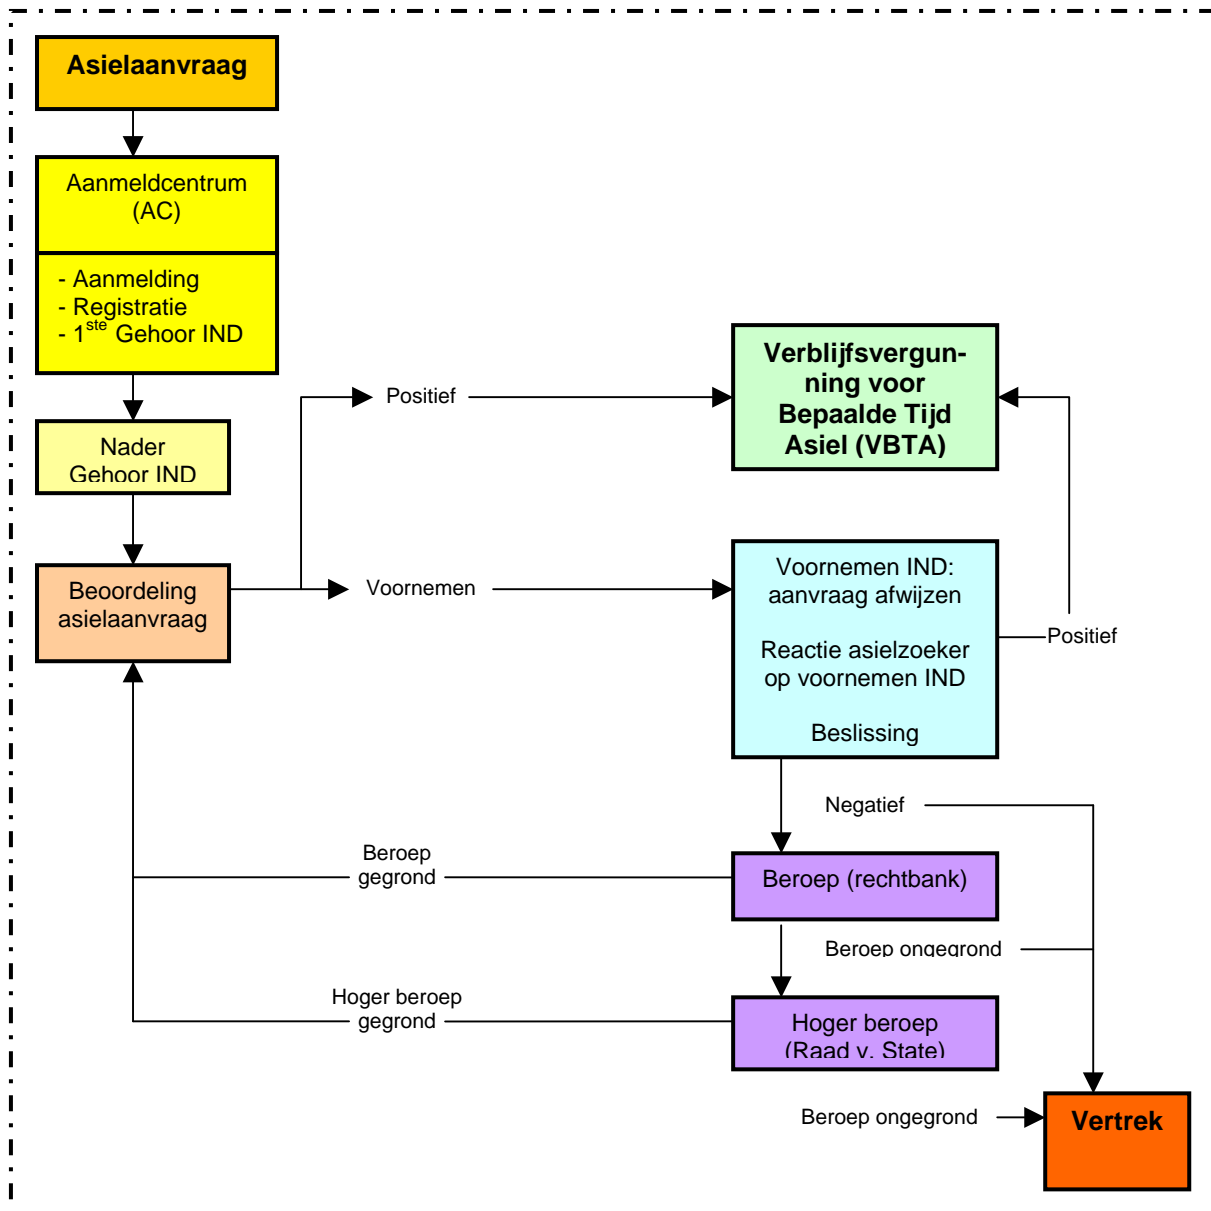 Asielaanvraag
Aanmeldcentrum
(AC)
- Aanmelding
- Registratie
- 1ste Gehoor IND
Nader
Gehoor IND
Beoordeling
asielaanvraag
Positief
Verblijfsvergun-
ning voor
Bepaalde Tijd
Asiel (VBTA)
Voornemen
Voornemen IND:
aanvraag afwijzen
Reactie asielzoeker
op voornemen IND
Beslissing
Positief
Negatief
Beroep
gegrond
Beroep (rechtbank)
Beroep ongegrond
Hoger beroep
gegrond
Hoger beroep
(Raad v. State)
Beroep ongegrond
Vertrek